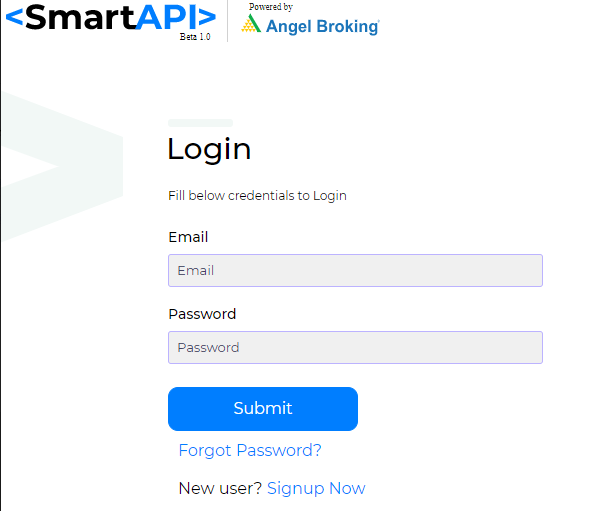 <SmartAPI>
Beta 1.0
Powered by
Angel Broking
Login
Fill below credentials to Login
Email
Email
Password
Password
Submit
Forgot Password?
New user? Signup Now